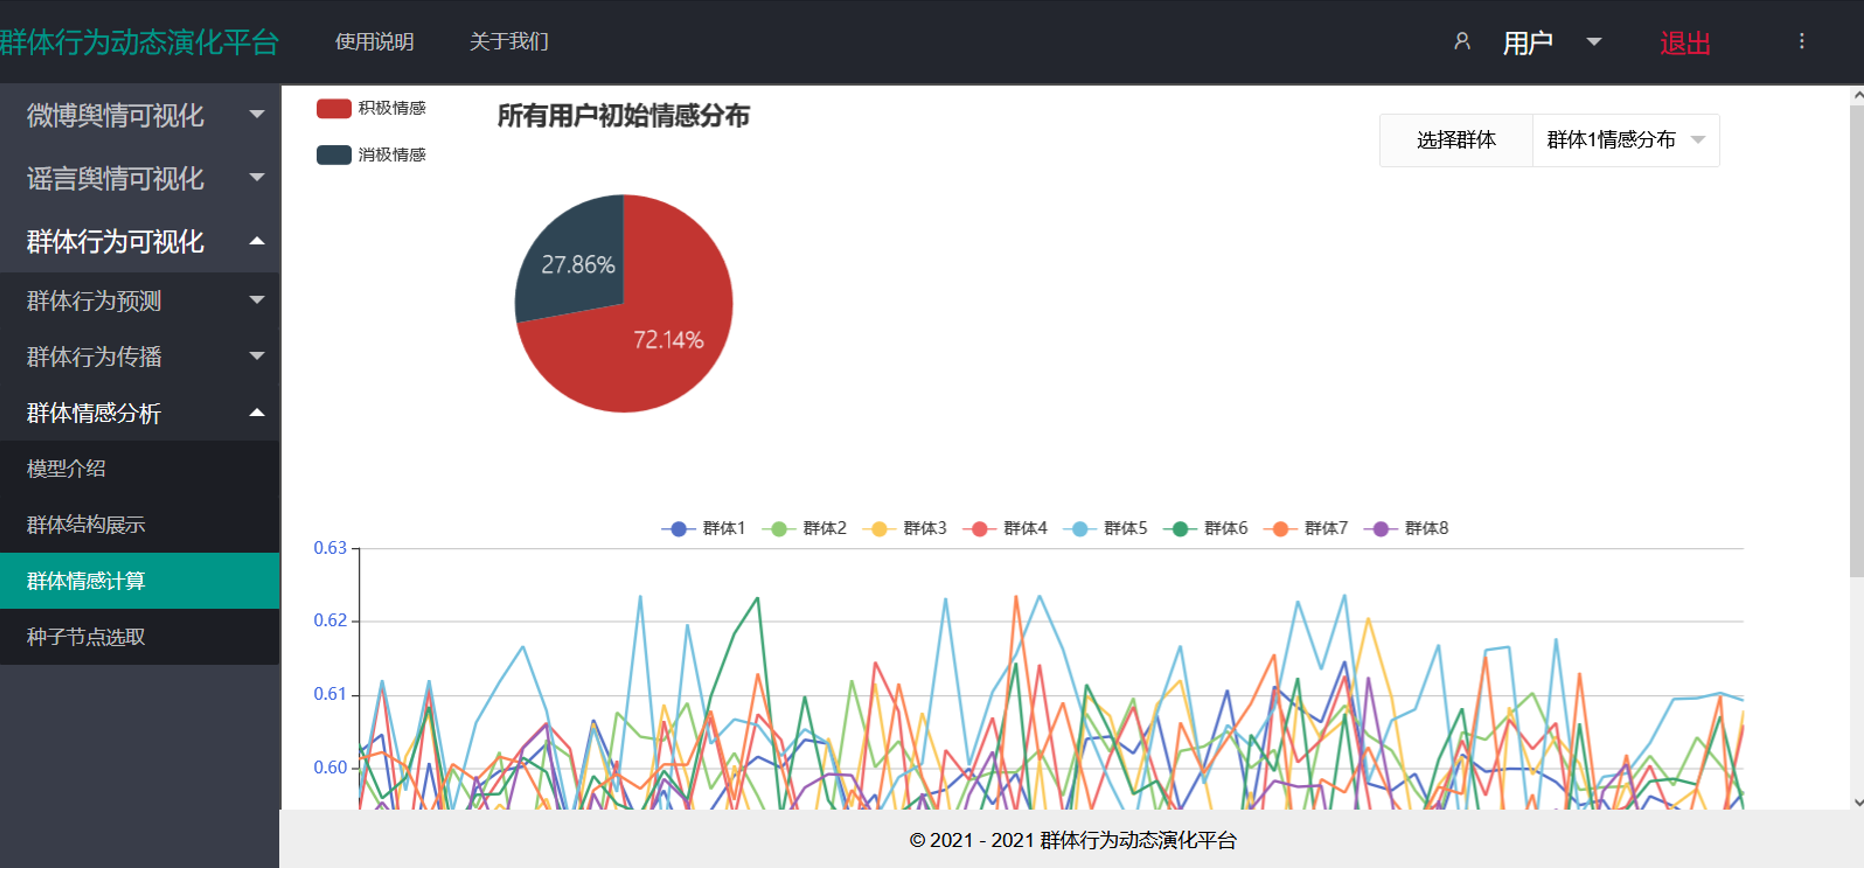 群体行为动态演化平台
使用说明
关于我们
用户
退出
微博舆情可视化
谣言舆情可视化
群体行为可视化
群体行为预测
群体行为传播
群体情感分析
模型介绍
群体结构展示
群体情感计算
种子节点选取
积极情感
消极情感
所有用户初始情感分布
选择群体
群体1情感分布
27.86%
72.14%
群体1 群体2 群体3 群体4 群体5 群体6 群体7 群体8
0.63
0.62
0.61
0.60
© 2021 - 2021 群体行为动态演化平台